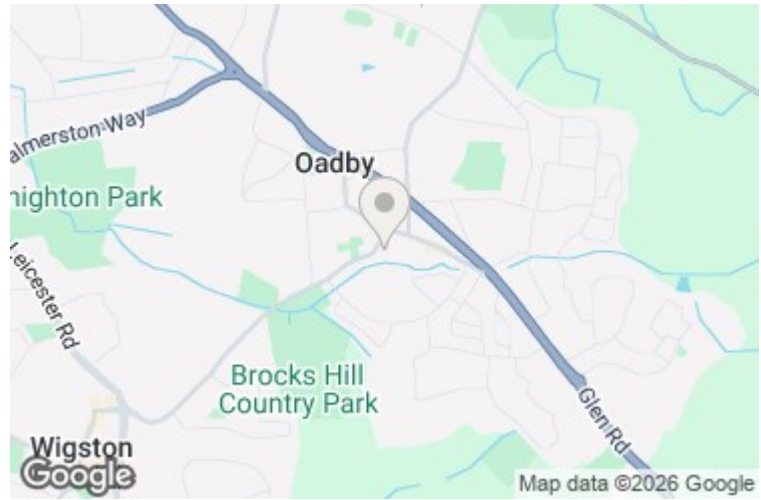 almerston Way
Oadby
nighton Park
Leicester Rd
Brocks Hill
Country Park
Glen Rd
Wigston
Google
Map data ©2026 Google